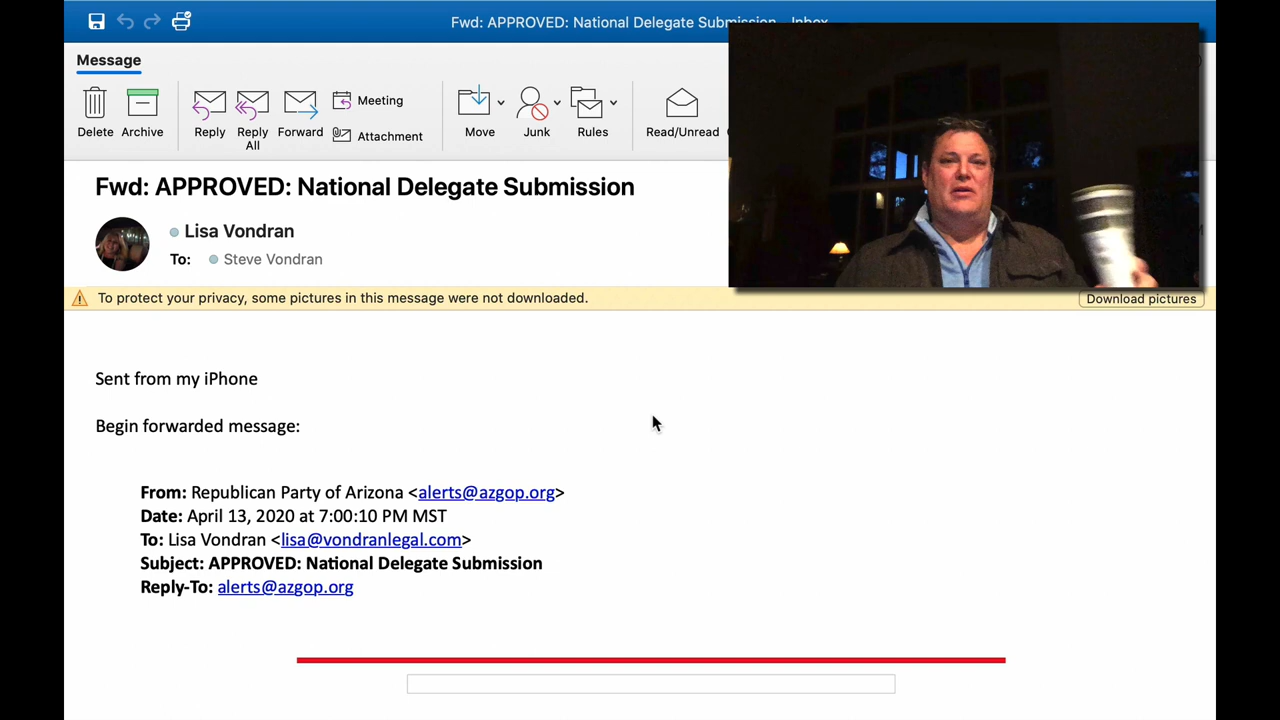 Fwd: APPROVED: National Delegate Submission
Message
Delete
Archive
Reply
Reply All
Forward
Meeting
Attachment
Move
Junk
Rules
Read/Unread
Fwd: APPROVED: National Delegate Submission
Lisa Vondran
To: Steve Vondran
To protect your privacy, some pictures in this message were not downloaded.
Download pictures
Sent from my iPhone
Begin forwarded message:
From: Republican Party of Arizona <alerts@azgop.org>
Date: April 13, 2020 at 7:00:10 PM MST
To: Lisa Vondran <lisa@vondranlegal.com>
Subject: APPROVED: National Delegate Submission
Reply-To: alerts@azgop.org